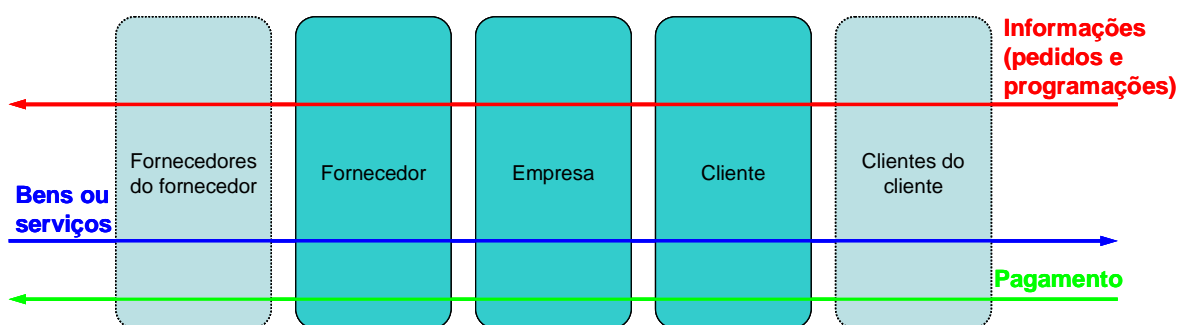 Informações
(pedidos e
programações)
Fornecedores
do fornecedor
Fornecedor
Empresa
Cliente
Clientes do
cliente
Bens ou
serviços
Pagamento